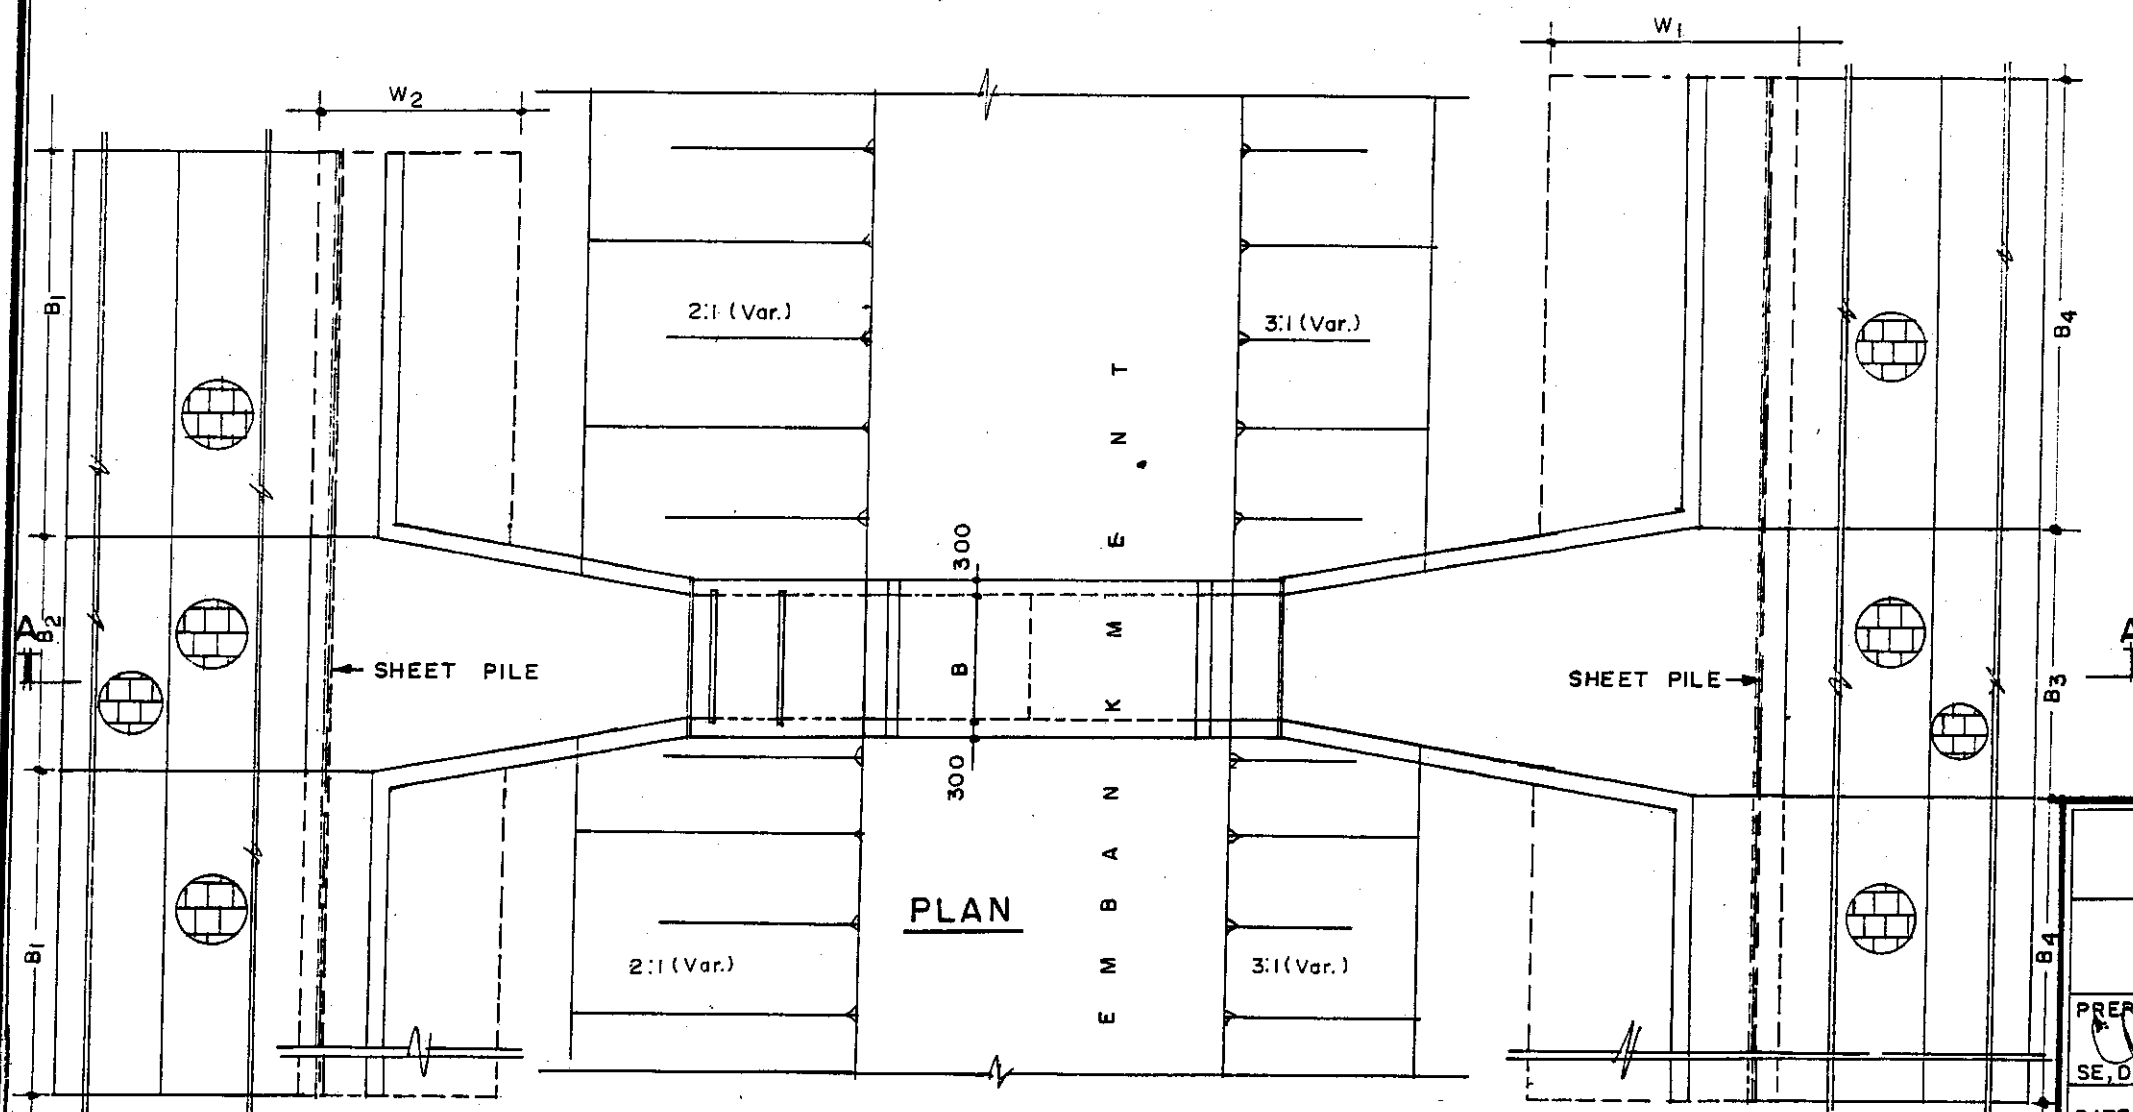 W2
W1
B1
B4
2:1 (Var.)
3:1 (Var.)
300
A
B2
SHEET PILE
B
SHEET PILE
A
B3
300
EMBANKMENT
PLAN
B1
2:1 (Var.)
3:1 (Var.)
B4
SE, D